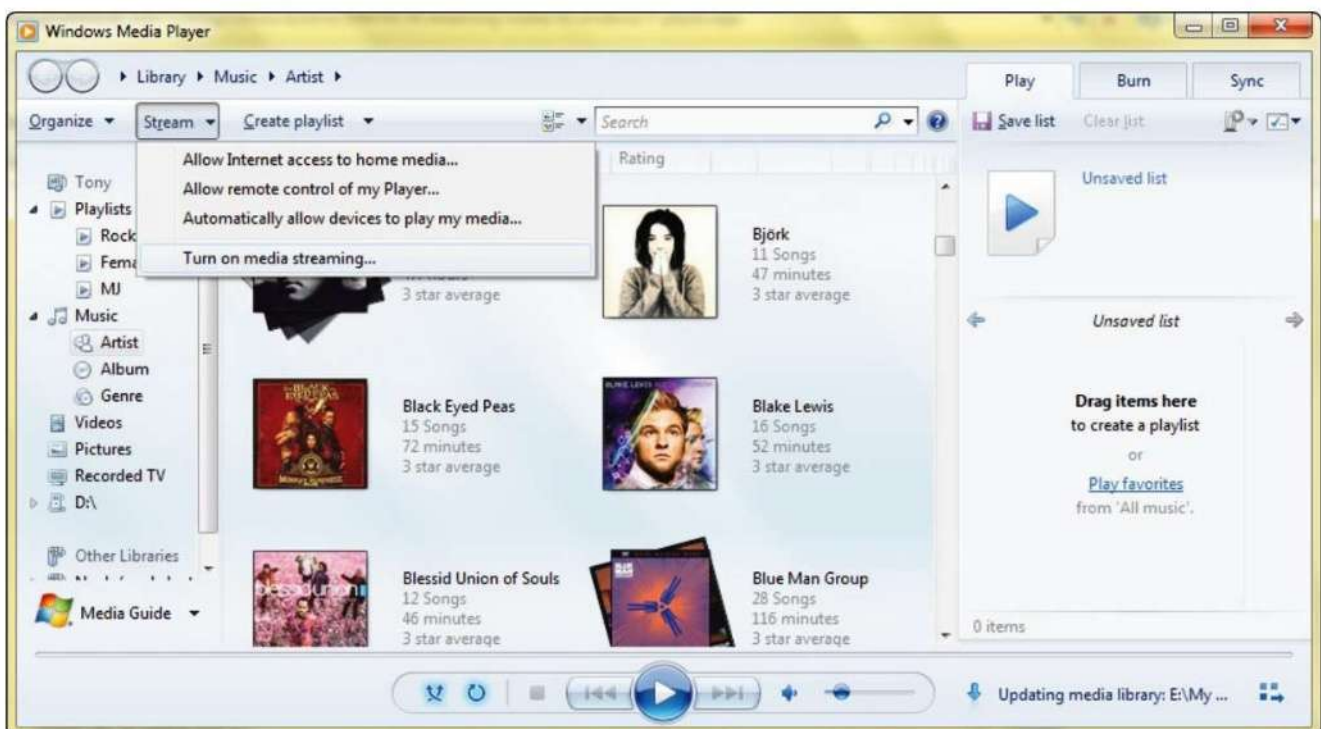 Windows Media Player
Library Music Artist
Play Burn Sync
Organize Stream Create playlist Search
Save list Clear list
Allow Internet access to home media...
Allow remote control of my Player...
Automatically allow devices to play my media...
Turn on media streaming...
Rating
Tony
Playlists
Rock
Fema
MJ
Music
Artist
Album
Genre
Videos
Pictures
Recorded TV
D:\
Other Libraries
Media Guide
3 star average
Björk
11 Songs
47 minutes
3 star average
Black Eyed Peas
15 Songs
72 minutes
3 star average
Blake Lewis
16 Songs
52 minutes
3 star average
Blessid Union of Souls
12 Songs
46 minutes
3 star average
Blue Man Group
28 Songs
116 minutes
3 star average
Unsaved list
Unsaved list
Drag items here
to create a playlist
or
Play favorites
from 'All music'.
0 items
Updating media library: E:\My ...